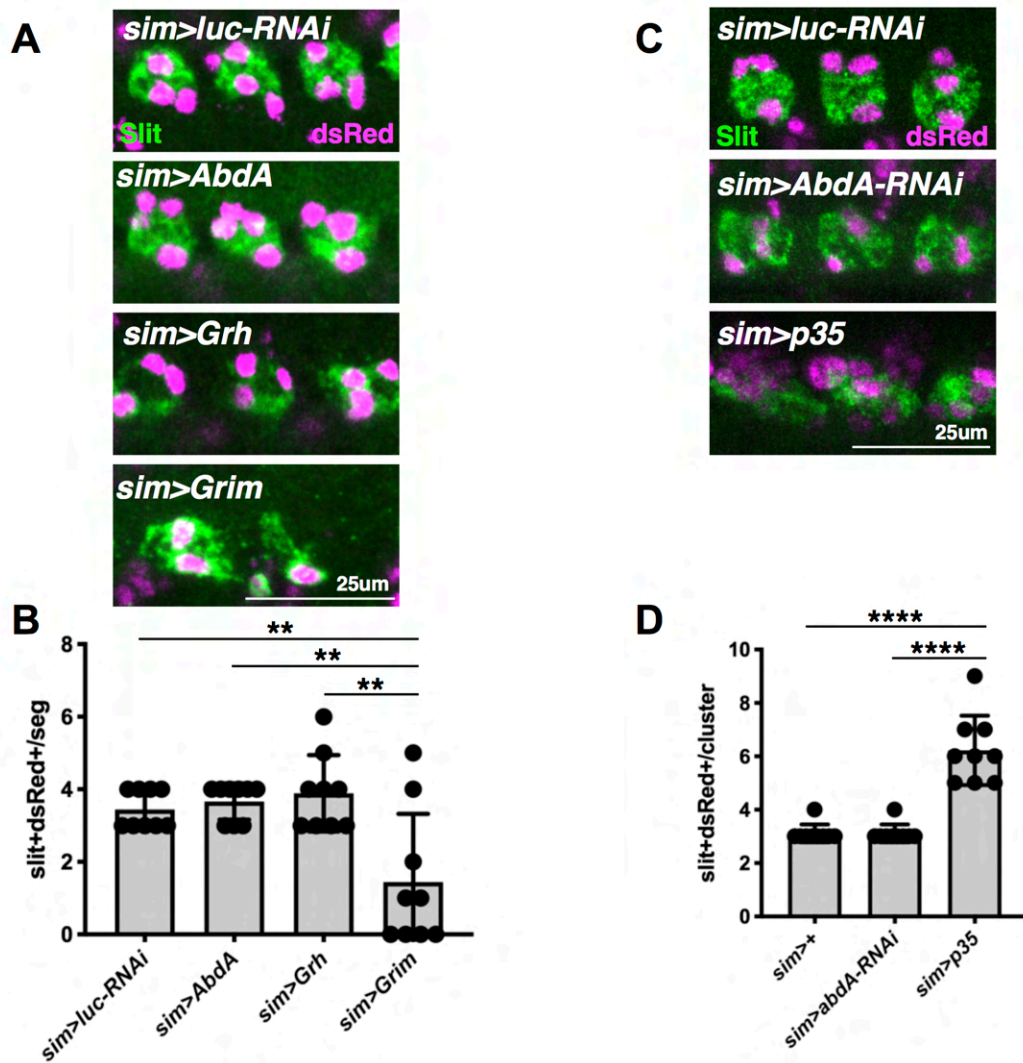 A
sim>luc-RNAi
Slit dsRed
sim>AbdA
sim>Grh
sim>Grim
25um
B
** 
**
**
slit+dsRed+/seg
8
6
4
2
0
sim>luc-RNAi
sim>AbdA
sim>Grh
sim>Grim
C
sim>luc-RNAi
Slit dsRed
sim>AbdA-RNAi
sim>p35
25um
D
****
****
slit+dsRed+/cluster
10
8
6
4
2
0
sim>+
sim>abdA-RNAi
sim>p35